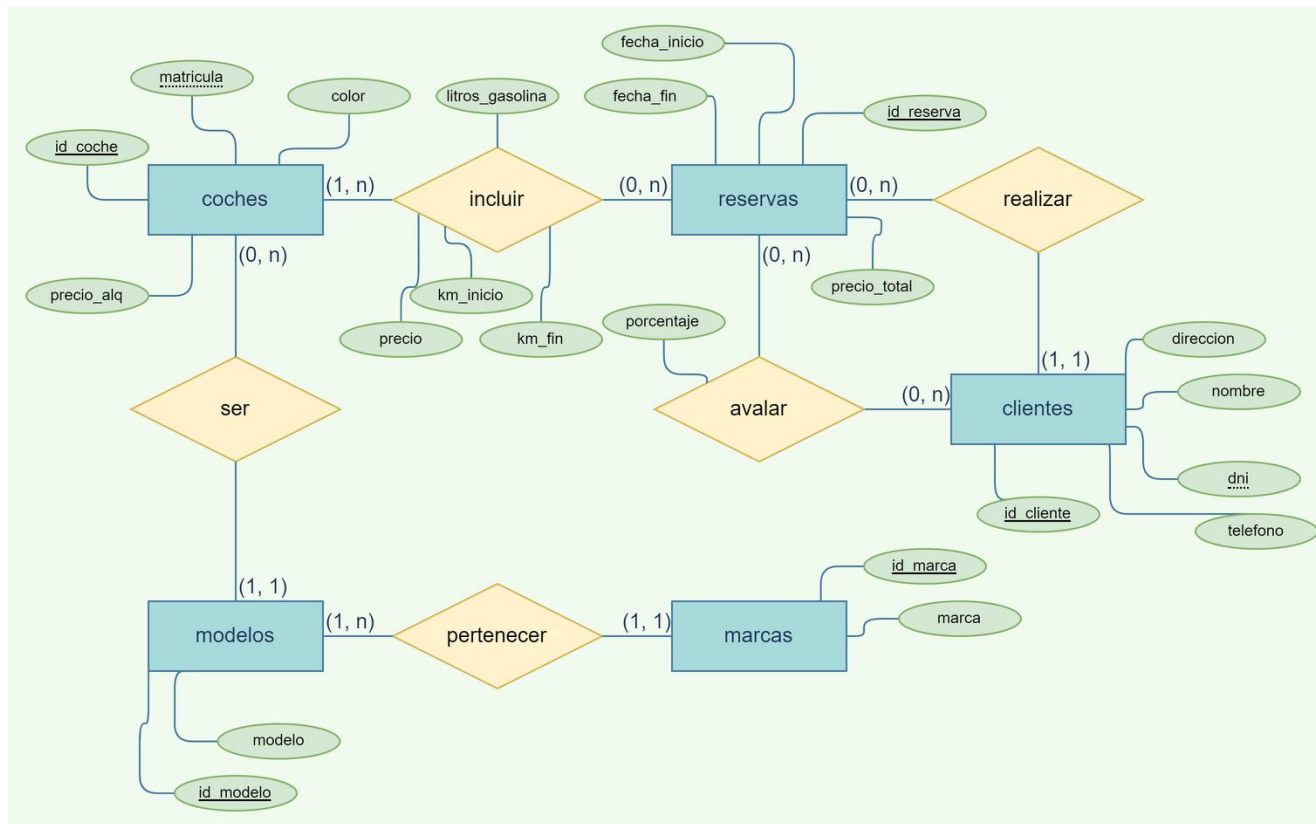 fecha_inicio
matricula
color
litros_gasolina
fecha_fin
id_reserva
id_coche
coches
(1, n)
incluir
(0, n)
reservas
(0, n)
realizar
(0, n)
(0, n)
precio_alq
km_inicio
precio_total
precio
km_fin
porcentaje
direccion
(1, 1)
nombre
ser
avalar
(0, n)
clientes
dni
id_cliente
telefono
id_marca
(1, 1)
modelos
(1, n)
pertenecer
(1, 1)
marcas
marca
modelo
id_modelo